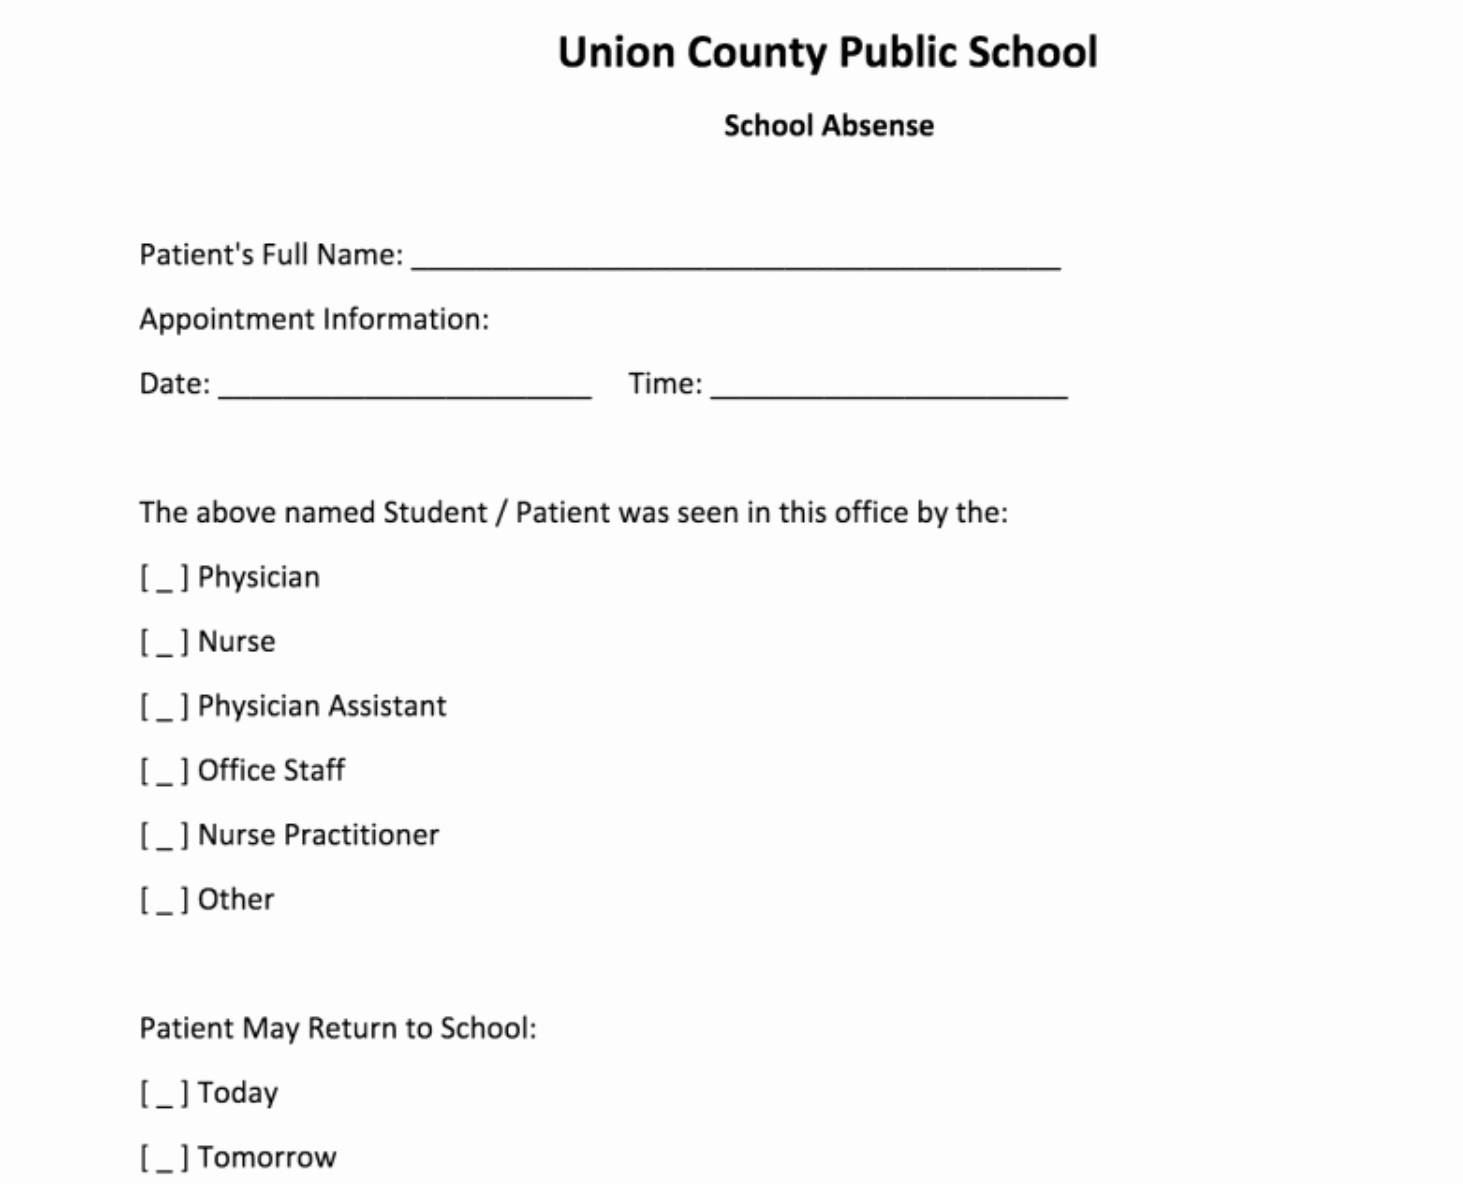 Union County Public School
School Absense
Patient's Full Name: ________________________________________
Appointment Information:
Date: _______________________ Time: ______________________
The above named Student / Patient was seen in this office by the:
[ _ ] Physician
[ _ ] Nurse
[ _ ] Physician Assistant
[ _ ] Office Staff
[ _ ] Nurse Practitioner
[ _ ] Other
Patient May Return to School:
[ _ ] Today
[ _ ] Tomorrow